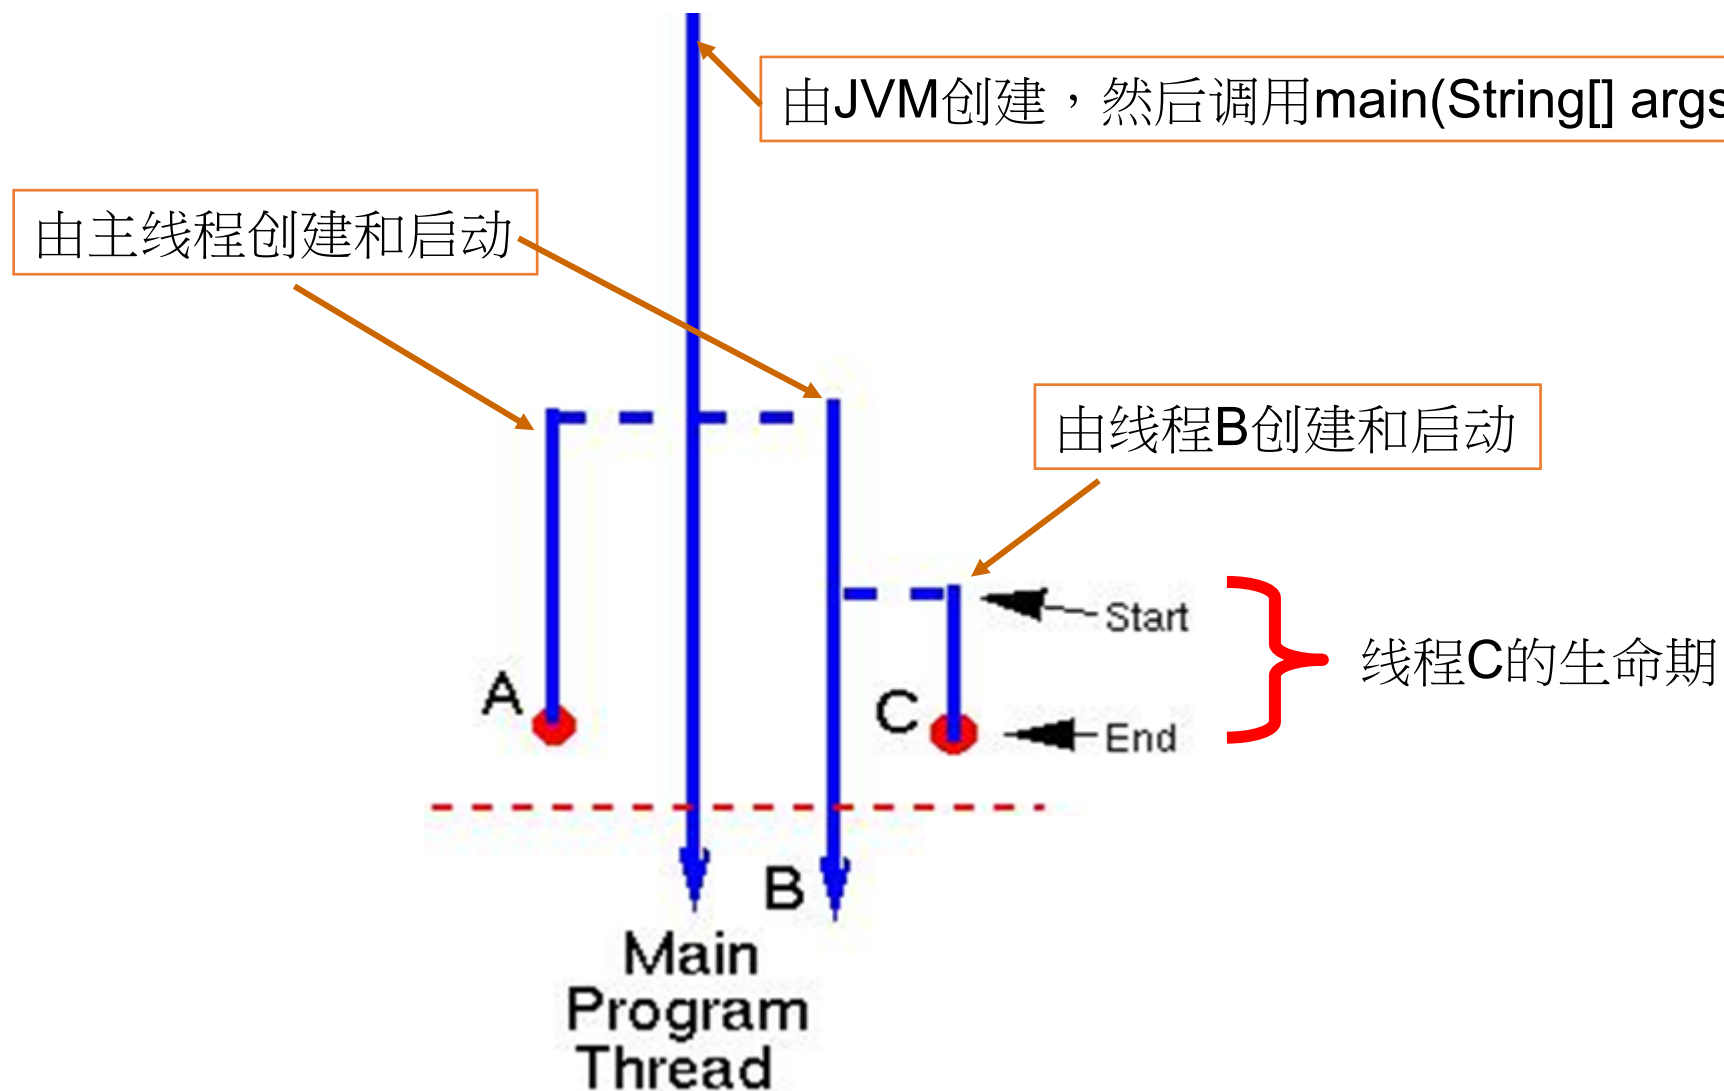 由JVM创建，然后调用main(String[] args
由主线程创建和启动
由线程B创建和启动
Start
线程C的生命期
A
C
End
B
Main
Program
Thread